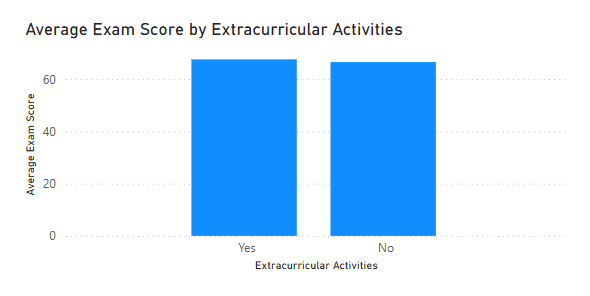 Average Exam Score by Extracurricular Activities
Average Exam Score
60
40
20
0
Yes No
Extracurricular Activities